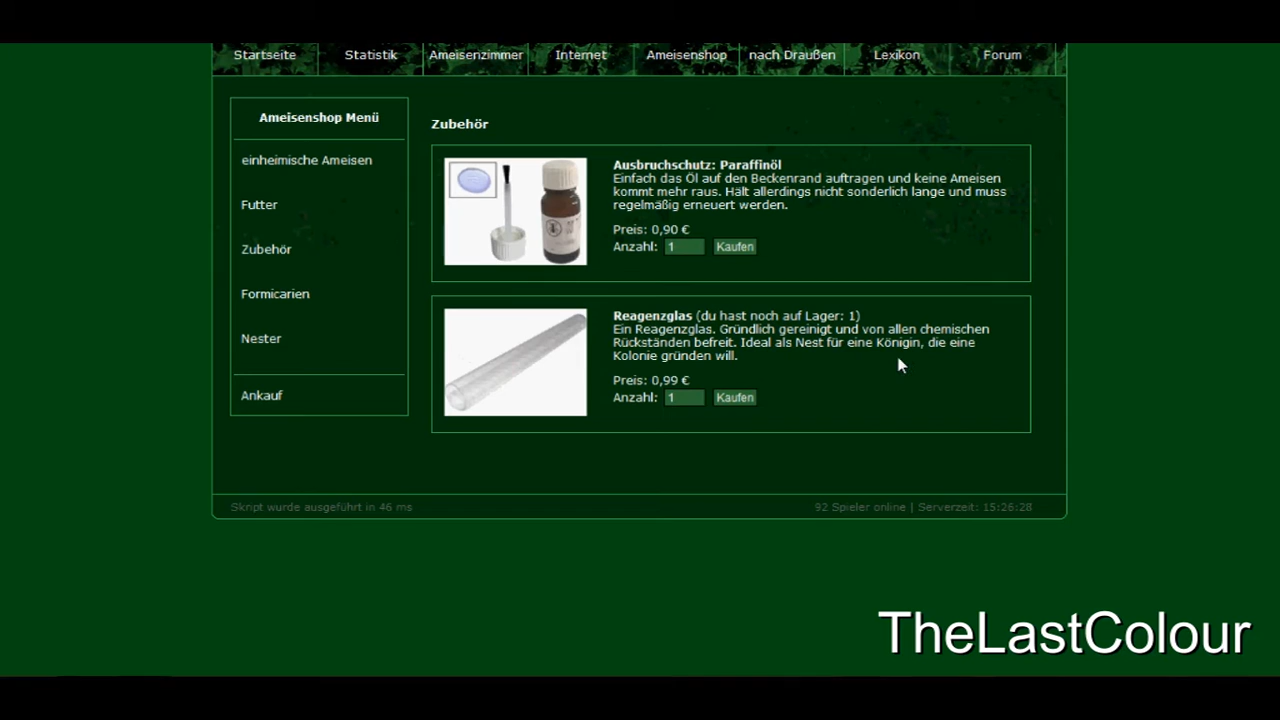 Startseite Statistik Ameisenzimmer Internet Ameisenshop nach Draußen Lexikon Forum
Ameisenshop Menü
einheimische Ameisen
Futter
Zubehör
Formicarien
Nester
Ankauf
Zubehör
Ausbruchschutz: Paraffinöl
Einfach das Öl auf den Beckenrand auftragen und keine Ameisen
kommt mehr raus. Hält allerdings nicht sonderlich lange und muss
regelmäßig erneuert werden.
Preis: 0,90 €
Anzahl: 1 Kaufen
Reagenzglas (du hast noch auf Lager: 1)
Ein Reagenzglas. Gründlich gereinigt und von allen chemischen
Rückständen befreit. Ideal als Nest für eine Königin, die eine
Kolonie gründen will.
Preis: 0,99 €
Anzahl: 1 Kaufen
Skript wurde ausgeführt in 46 ms
92 Spieler online | Serverzeit: 15:26:28
TheLastColour